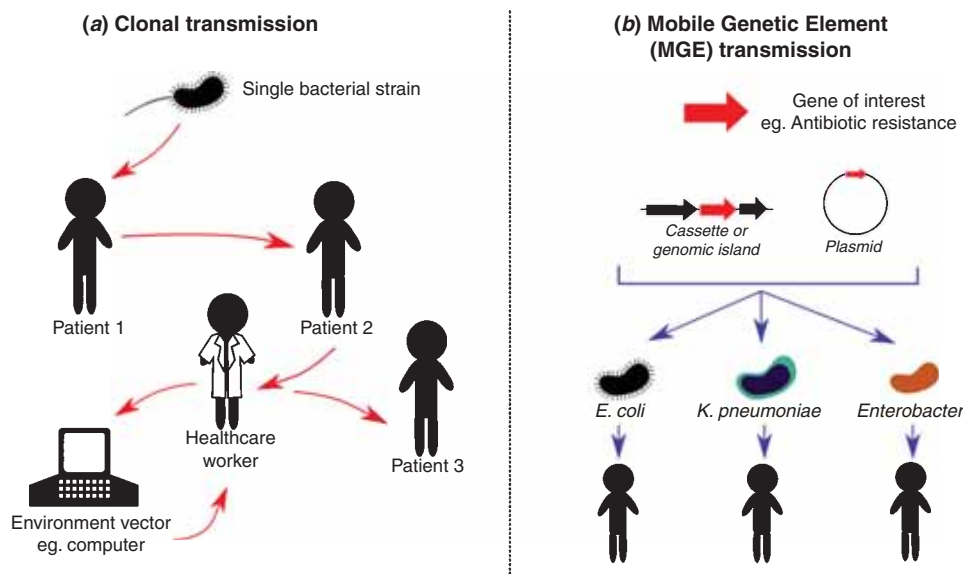 (a) Clonal transmission
Single bacterial strain
Patient 1
Patient 2
Healthcare
worker
Patient 3
Environment vector
eg. computer
(b) Mobile Genetic Element
(MGE) transmission
Gene of interest
eg. Antibiotic resistance
Cassette or
genomic island
Plasmid
E. coli
K. pneumoniae
Enterobacter